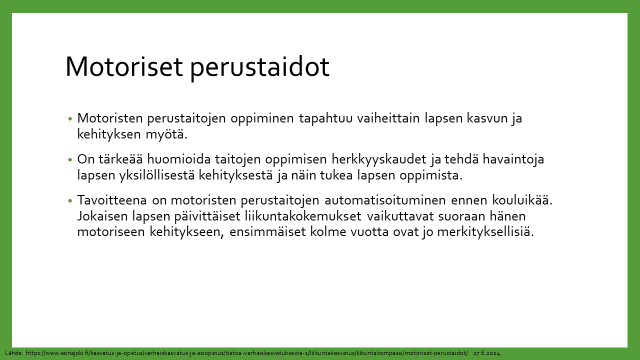 Motoriset perustaidot
• Motoristen perustaitojen oppiminen tapahtuu vaiheittain lapsen kasvun ja
kehityksen myötä.
• On tärkeää huomioida taitojen oppimisen herkkyyskaudet ja tehdä havaintoja
lapsen yksilöllisestä kehityksestä ja näin tukea lapsen oppimista.
• Tavoitteena on motoristen perustaitojen automatisoituminen ennen kouluikää.
Jokaisen lapsen päivittäiset liikuntakokemukset vaikuttavat suoraan hänen
motoriseen kehitykseen, ensimmäiset kolme vuotta ovat jo merkityksellisiä.
Lähde: https://www.seinajoki.fi/kasvatus-ja-opetus/varhaiskasvatus-ja-esiopetus/tietoa-varhaiskasvatuksesta-2/liikuntakasvatus/liikuntakompassi/motoriset-perustaidot/ 27.6.2024